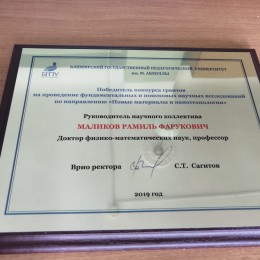 БГПУ
БАШКИРСКИЙ ГОСУДАРСТВЕННЫЙ ПЕДАГОГИЧЕСКИЙ УНИВЕРСИТЕТ
им. М. АКМУЛЛЫ
Победитель конкурса грантов
на проведение фундаментальных и поисковых научных исследований
по направлению «Новые материалы и нанотехнологии»
Руководитель научного коллектива
МАЛИКОВ РАМИЛЬ ФАРУКОВИЧ
Доктор физико-математических наук, профессор
Врио ректора С.Т. Сагитов
2019 год